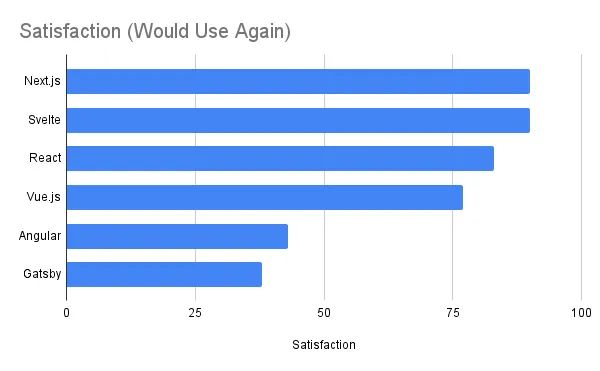 Satisfaction (Would Use Again)
Next.js
Svelte
React
Vue.js
Angular
Gatsby
0 25 50 75 100
Satisfaction